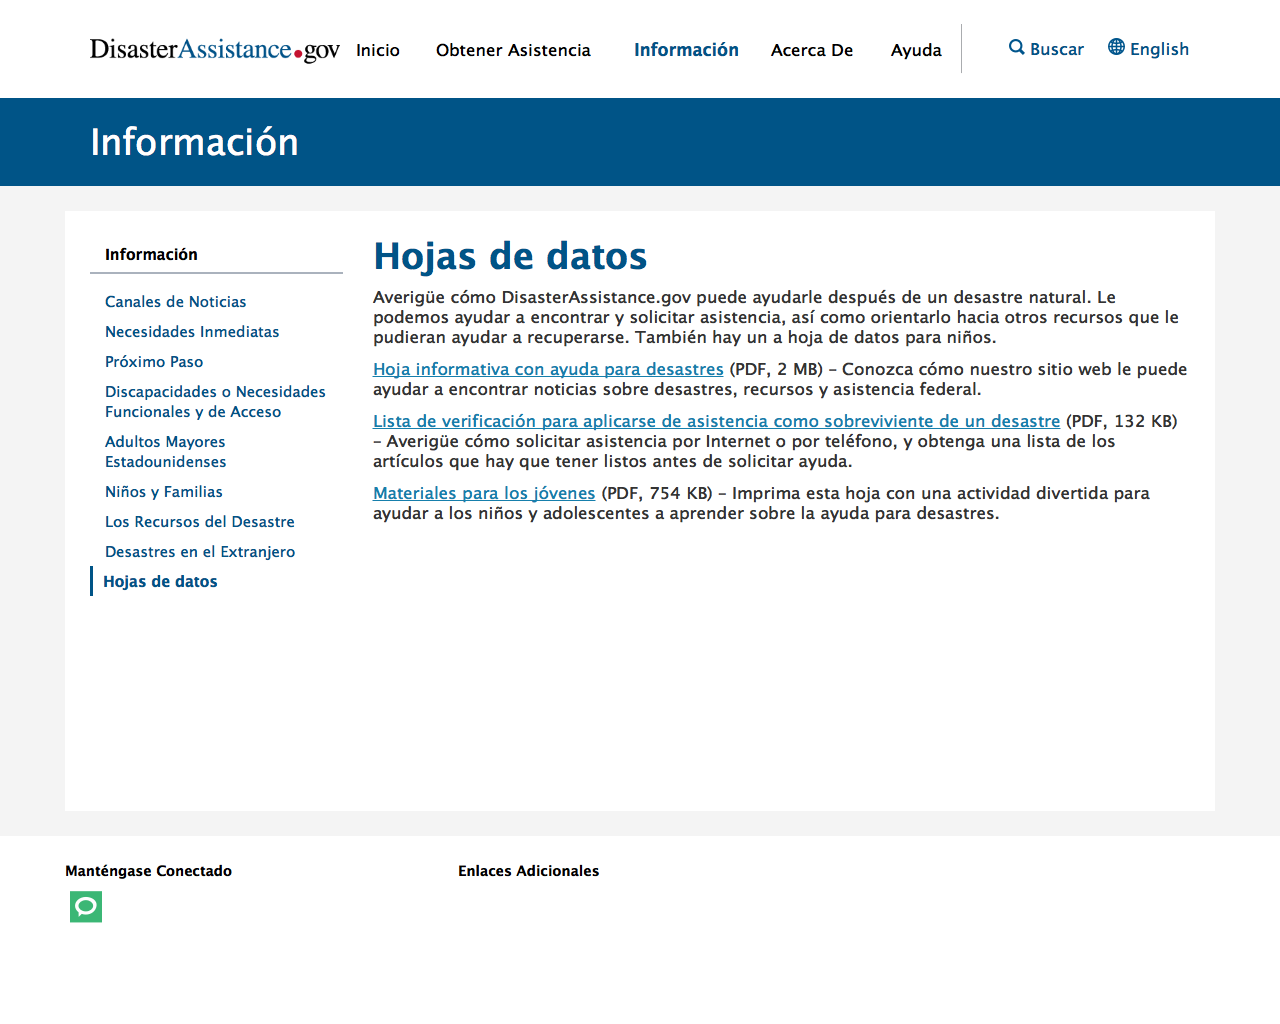 DisasterAssistance.gov Inicio Obtener Asistencia Información Acerca De Ayuda Buscar English
Información
Información
Canales de Noticias
Necesidades Inmediatas
Próximo Paso
Discapacidades o Necesidades
Funcionales y de Acceso
Adultos Mayores
Estadounidenses
Niños y Familias
Los Recursos del Desastre
Desastres en el Extranjero
Hojas de datos
Hojas de datos
Averigüe cómo DisasterAssistance.gov puede ayudarle después de un desastre natural. Le
podemos ayudar a encontrar y solicitar asistencia, así como orientarlo hacia otros recursos que le
pudieran ayudar a recuperarse. También hay un a hoja de datos para niños.
Hoja informativa con ayuda para desastres (PDF, 2 MB) – Conozca cómo nuestro sitio web le puede
ayudar a encontrar noticias sobre desastres, recursos y asistencia federal.
Lista de verificación para aplicarse de asistencia como sobreviviente de un desastre (PDF, 132 KB)
– Averigüe cómo solicitar asistencia por Internet o por teléfono, y obtenga una lista de los
artículos que hay que tener listos antes de solicitar ayuda.
Materiales para los jóvenes (PDF, 754 KB) – Imprima esta hoja con una actividad divertida para
ayudar a los niños y adolescentes a aprender sobre la ayuda para desastres.
Manténgase Conectado
Enlaces Adicionales